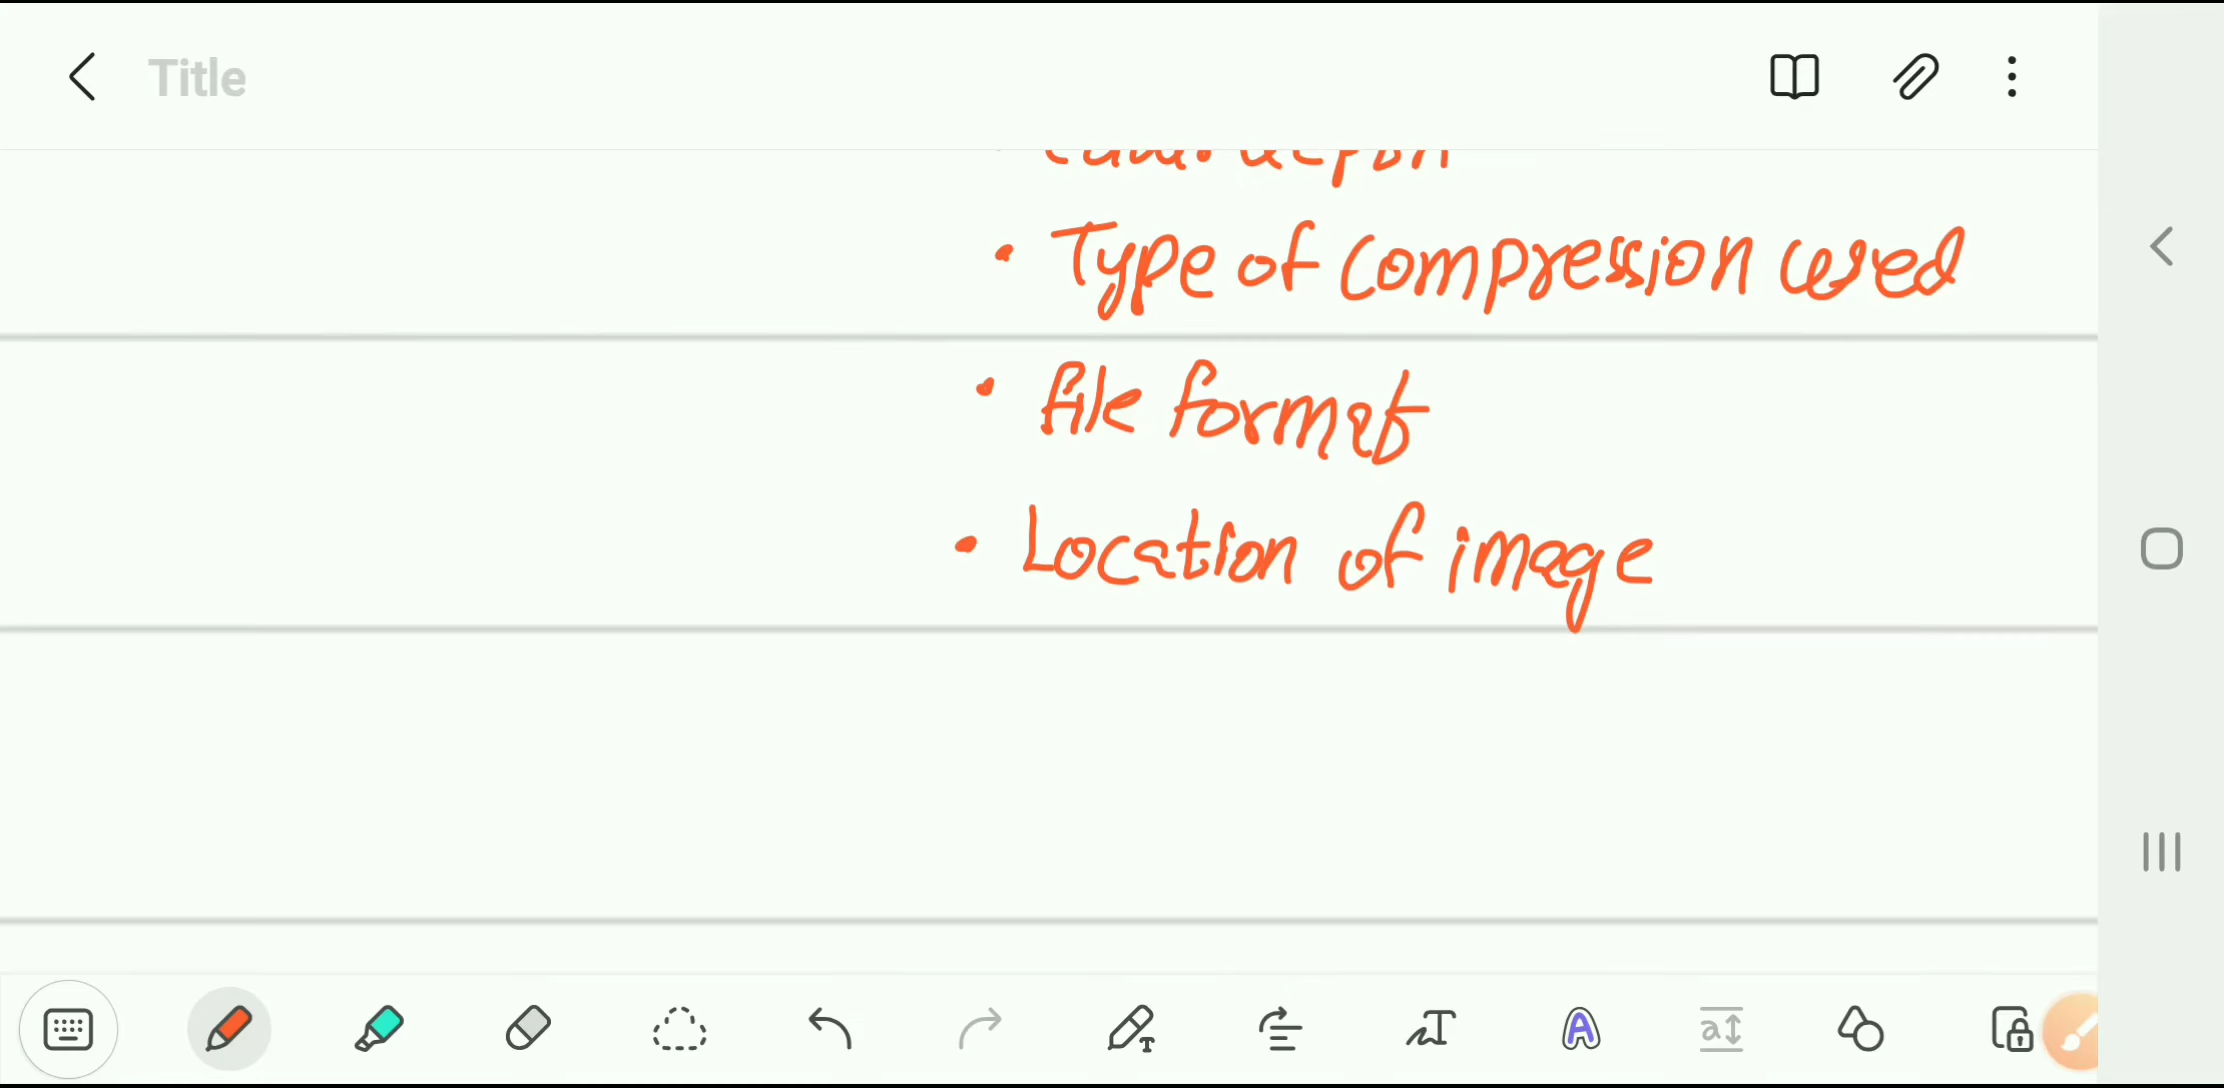 Title
• Type of compression used
• file format
• Location of image